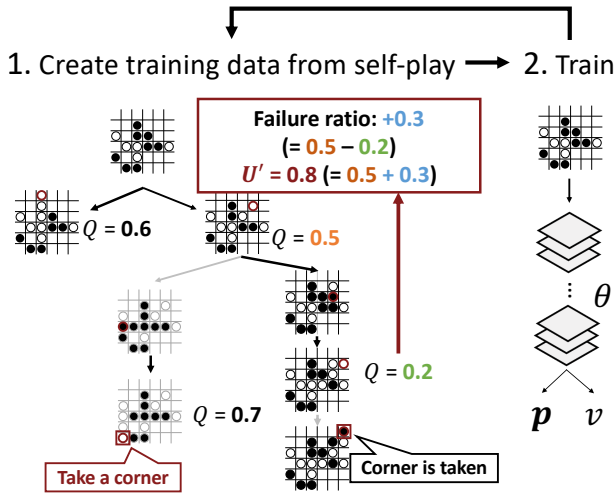 1. Create training data from self-play
2. Train
Failure ratio: +0.3
(= 0.5 – 0.2)
U′ = 0.8 (= 0.5 + 0.3)
Q = 0.6
Q = 0.5
θ
Q = 0.2
Q = 0.7
p
v
Take a corner
Corner is taken